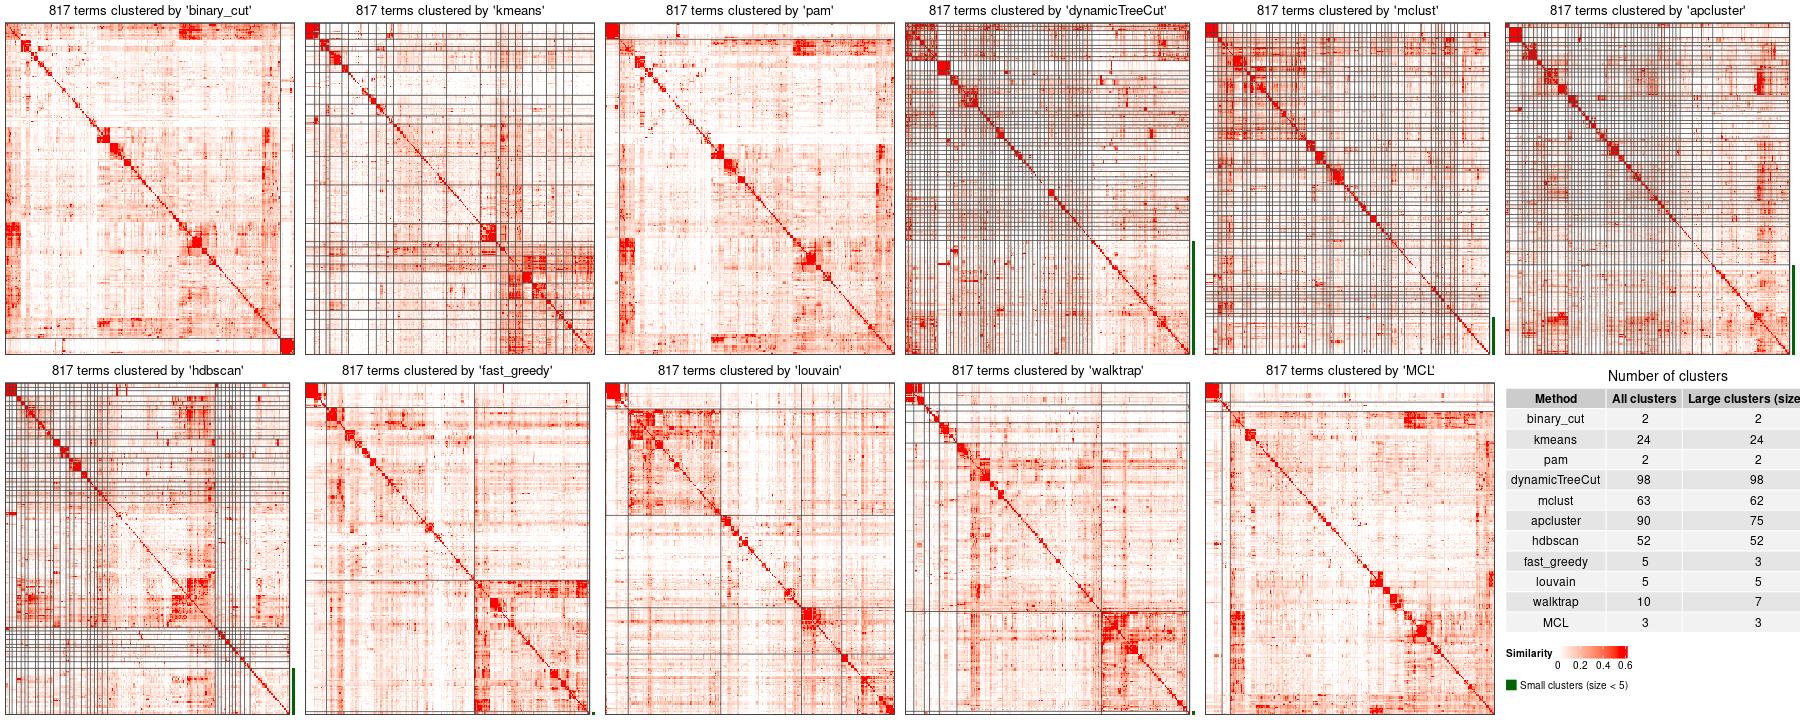 817 terms clustered by 'binary_cut'
817 terms clustered by 'kmeans'
817 terms clustered by 'pam'
817 terms clustered by 'dynamicTreeCut'
817 terms clustered by 'mclust'
817 terms clustered by 'apcluster'
817 terms clustered by 'hdbscan'
817 terms clustered by 'fast_greedy'
817 terms clustered by 'louvain'
817 terms clustered by 'walktrap'
817 terms clustered by 'MCL'
Number of clusters
Method All clusters Large clusters (size
binary_cut 2 2
kmeans 24 24
pam 2 2
dynamicTreeCut 98 98
mclust 63 62
apcluster 90 75
hdbscan 52 52
fast_greedy 5 3
louvain 5 5
walktrap 10 7
MCL 3 3
Similarity
0 0.2 0.4 0.6
Small clusters (size < 5)